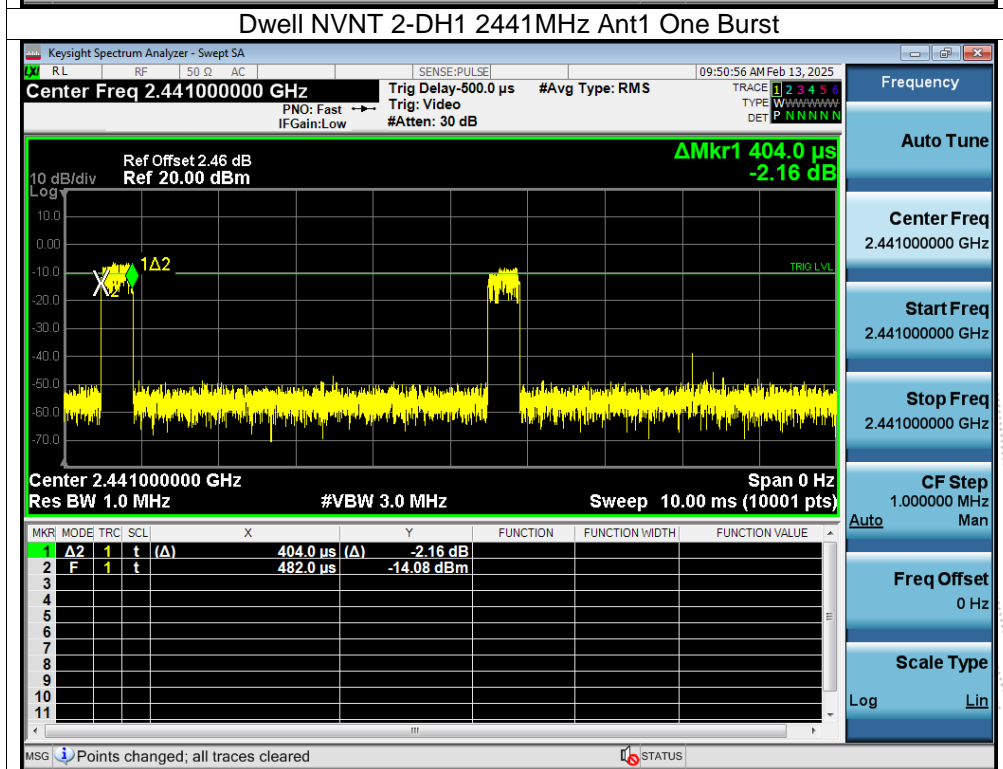 Dwell NVNT 2-DH1 2441MHz Ant1 One Burst
Keysight Spectrum Analyzer - Swept SA
LXI RL RF 50 Ω AC SENSE:PULSE 09:50:56 AM Feb 13, 2025
Center Freq 2.441000000 GHz
PNO: Fast
IFGain:Low
Trig Delay-500.0 µs
Trig: Video
#Atten: 30 dB
#Avg Type: RMS
TRACE 1 2 3 4 5 6
TYPE WWWWWW
DET P N N N N N
ΔMkr1 404.0 µs
-2.16 dB
Ref Offset 2.46 dB
10 dB/div Ref 20.00 dBm
Log
10.0
0.00
-10.0
-20.0
-30.0
-40.0
-50.0
-60.0
-70.0
1Δ2
X2
TRIG LVL
Center 2.441000000 GHz Span 0 Hz
Res BW 1.0 MHz #VBW 3.0 MHz Sweep 10.00 ms (10001 pts)
MKR MODE TRC SCL X Y FUNCTION FUNCTION WIDTH FUNCTION VALUE
1 Δ2 1 t (Δ) 404.0 µs (Δ) -2.16 dB
2 F 1 t 482.0 µs -14.08 dBm
3
4
5
6
7
8
9
10
11
MSG Points changed; all traces cleared STATUS
Frequency
Auto Tune
Center Freq
2.441000000 GHz
Start Freq
2.441000000 GHz
Stop Freq
2.441000000 GHz
CF Step
1.000000 MHz
Auto Man
Freq Offset
0 Hz
Scale Type
Log Lin